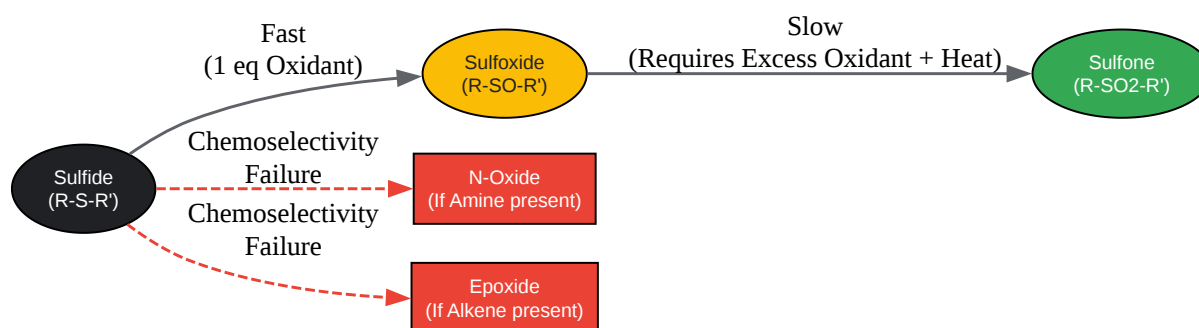 Fast
(1 eq Oxidant)
Slow
(Requires Excess Oxidant + Heat)
Sulfoxide
(R-SO-R')
Sulfone
(R-SO2-R')
Sulfide
(R-S-R')
Chemoselectivity
Failure
N-Oxide
(If Amine present)
Chemoselectivity
Failure
Epoxide
(If Alkene present)